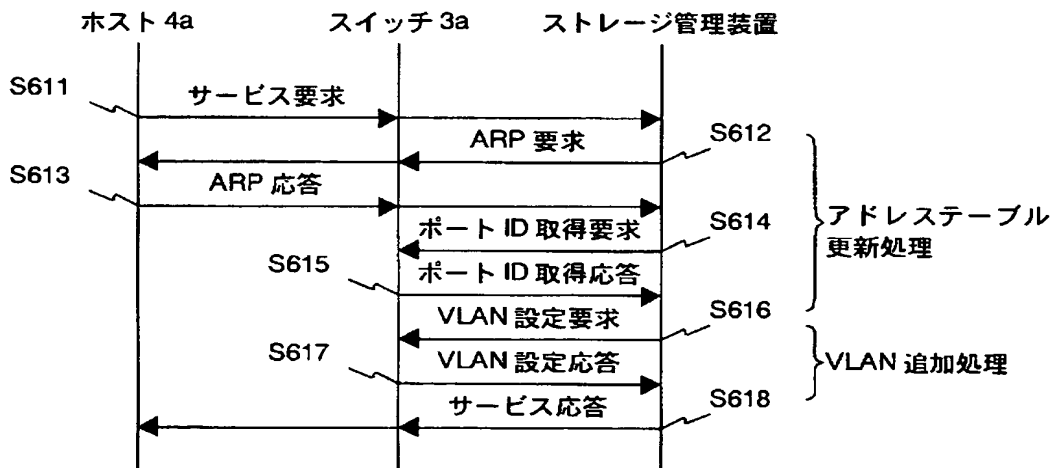 ホスト 4a
スイッチ 3a
ストレージ管理装置
S611
サービス要求
ARP 要求
S612
S613
ARP 応答
ポート ID 取得要求
S614
アドレステーブル
更新処理
S615
ポート ID 取得応答
VLAN 設定要求
S616
S617
VLAN 設定応答
VLAN 追加処理
サービス応答
S618